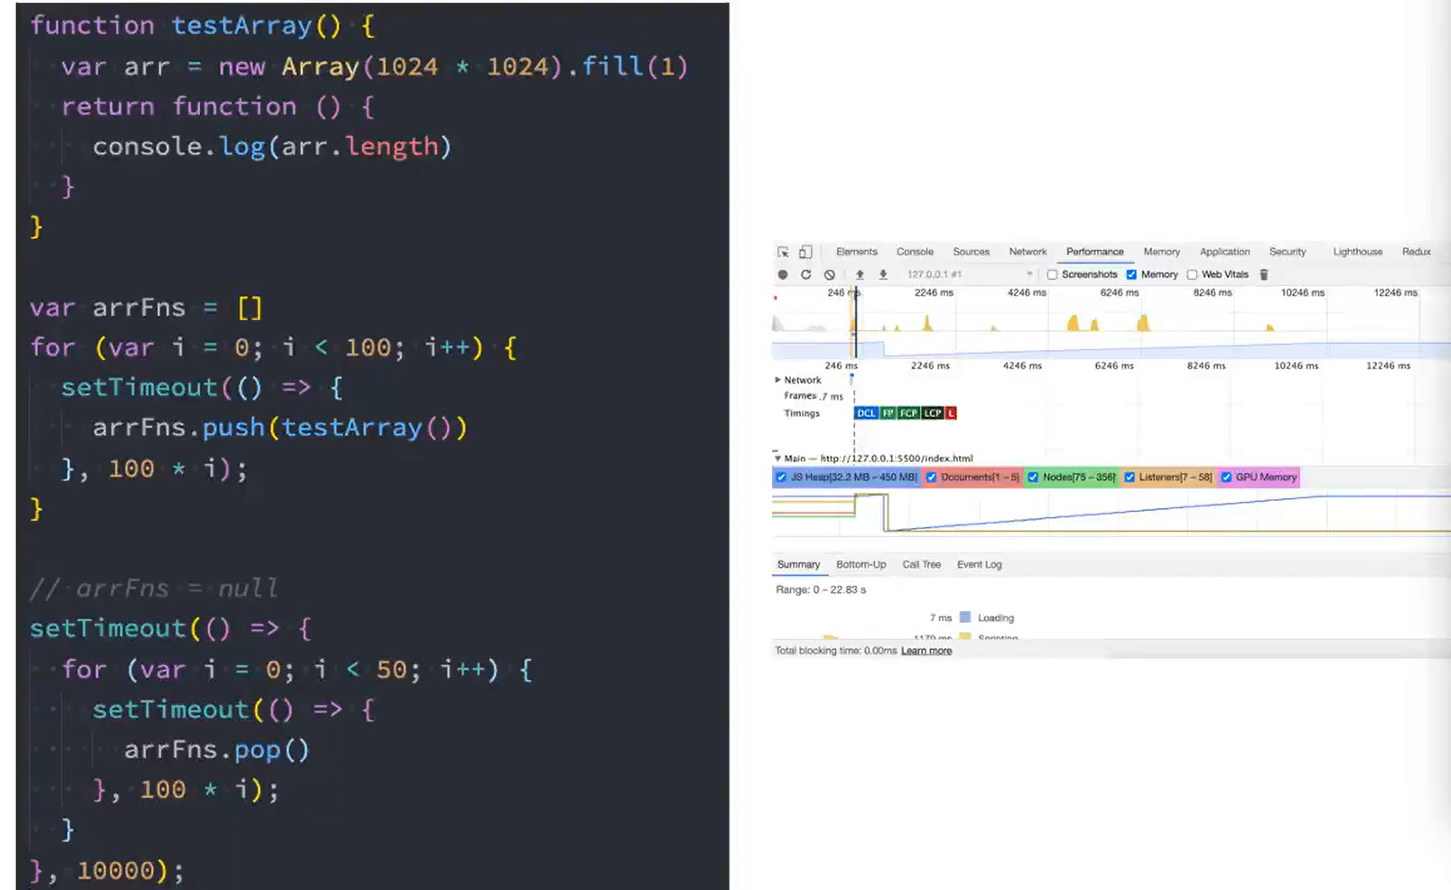 function testArray() {
var arr = new Array(1024 * 1024).fill(1)
return function () {
console.log(arr.length)
}
}
var arrFns = []
for (var i = 0; i < 100; i++) {
setTimeout(() => {
arrFns.push(testArray())
}, 100 * i);
}
// arrFns = null
setTimeout(() => {
for (var i = 0; i < 50; i++) {
setTimeout(() => {
arrFns.pop()
}, 100 * i);
}
}, 10000);
Elements Console Sources Network Performance Memory Application Security Lighthouse Redux
127.0.0.1 #1 Screenshots Memory Web Vitals
246 ms 2246 ms 4246 ms 6246 ms 8246 ms 10246 ms 12246 ms
246 ms 2246 ms 4246 ms 6246 ms 8246 ms 10246 ms 12246 ms
Network
Frames .7 ms
Timings DCL FP FCP LCP L
Main — http://127.0.0.1:5500/index.html
JS Heap[32.2 MB – 450 MB] Documents[1 – 5] Nodes[75 – 356] Listeners[7 – 58] GPU Memory
Summary Bottom-Up Call Tree Event Log
Range: 0 – 22.83 s
7 ms Loading
Scripting
Total blocking time: 0.00ms Learn more